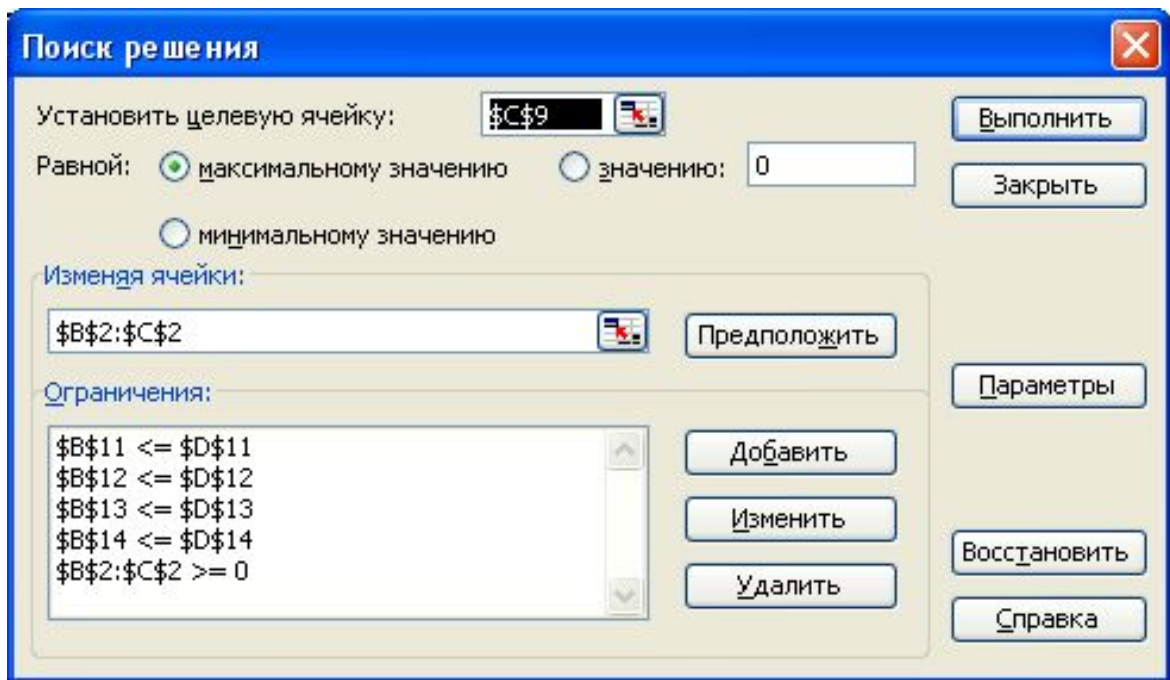 Поиск решения
Установить целевую ячейку: $C$9
Выполнить
Равной: максимальному значению значению: 0
Закрыть
минимальному значению
Изменяя ячейки:
$B$2:$C$2
Предположить
Параметры
Ограничения:
$B$11 <= $D$11
$B$12 <= $D$12
$B$13 <= $D$13
$B$14 <= $D$14
$B$2:$C$2 >= 0
Добавить
Изменить
Удалить
Восстановить
Справка